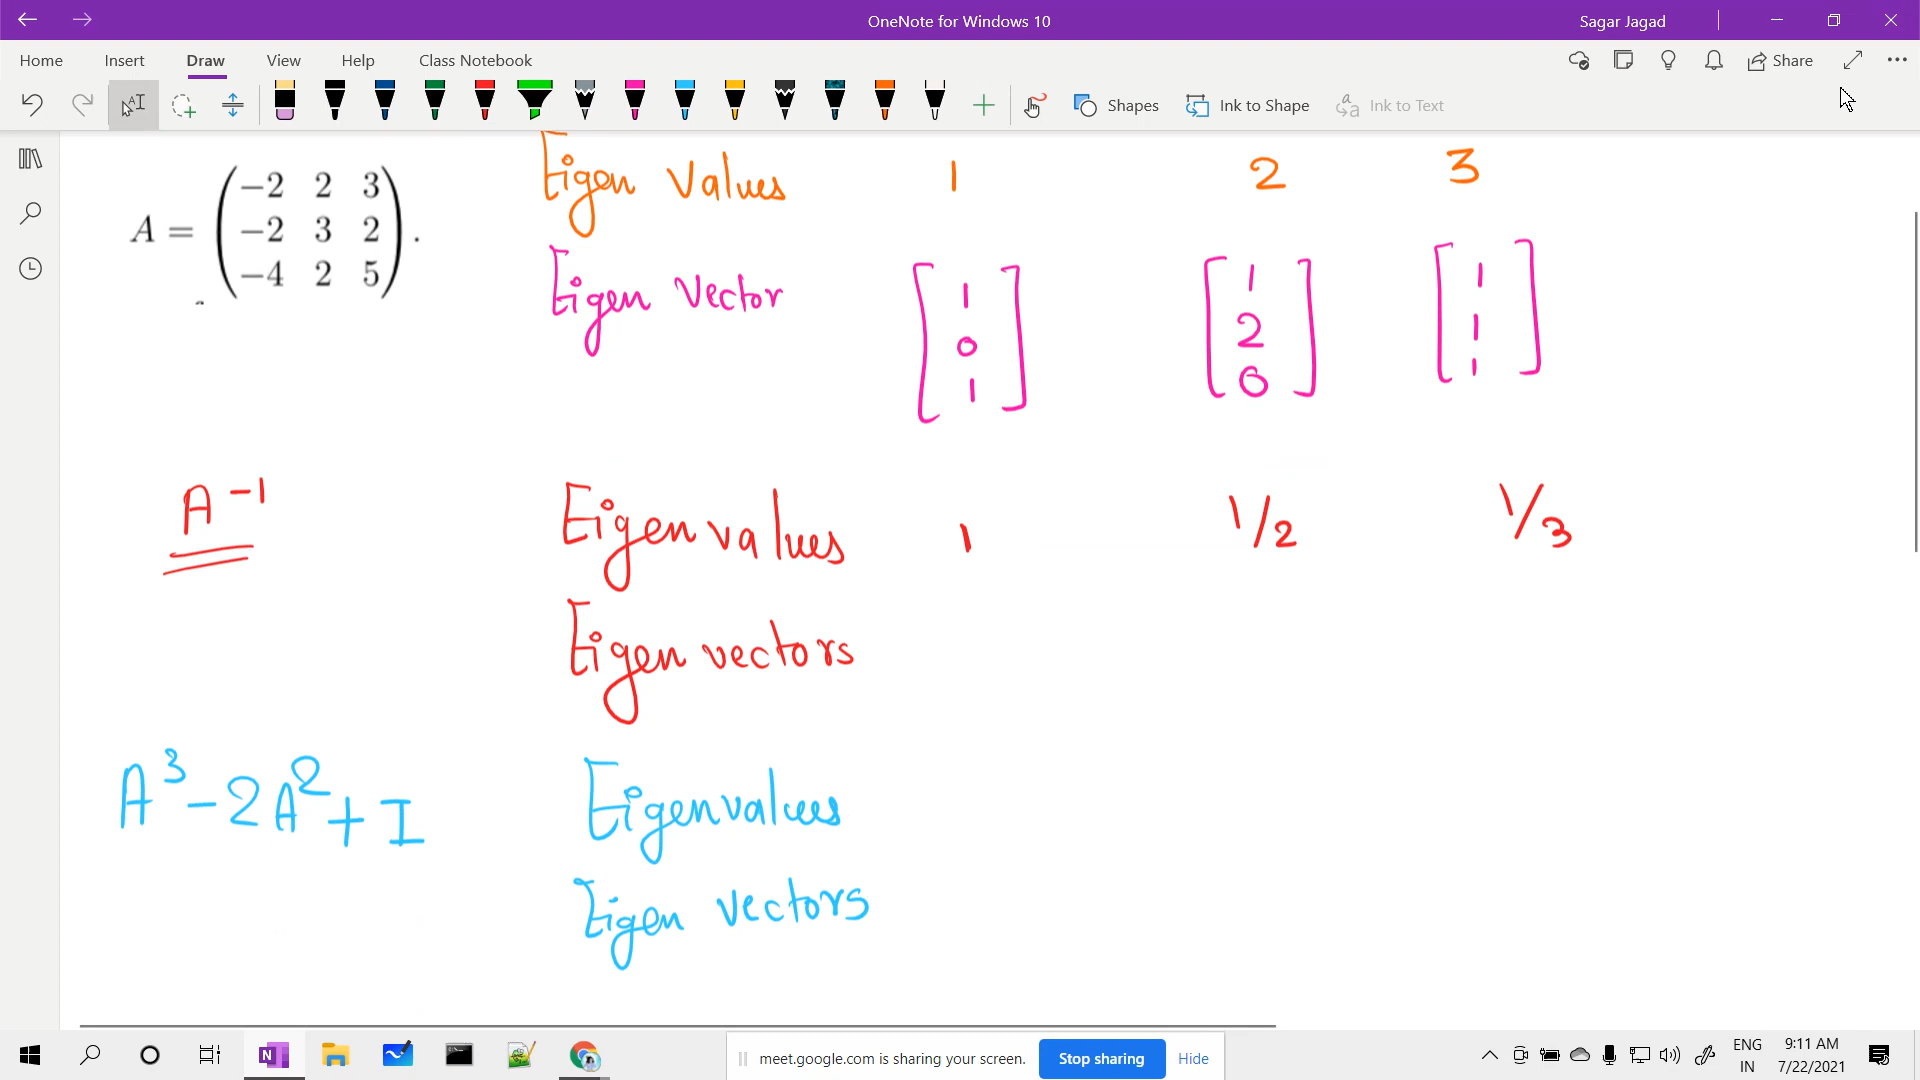 OneNote for Windows 10
Sagar Jagad
Home Insert Draw View Help Class Notebook
Share
Shapes Ink to Shape Ink to Text
Eigen Values 1 2 3
A = ( −2 2 3
−2 3 2
−4 2 5 ) .
Eigen Vector [ 1 0 1 ] [ 1 2 0 ] [ 1 1 1 ]
A⁻¹ Eigen values 1 1/2 1/3
Eigen vectors
A³ - 2A² + I Eigenvalues
Eigen vectors
meet.google.com is sharing your screen. Stop sharing Hide
ENG IN
9:11 AM
7/22/2021